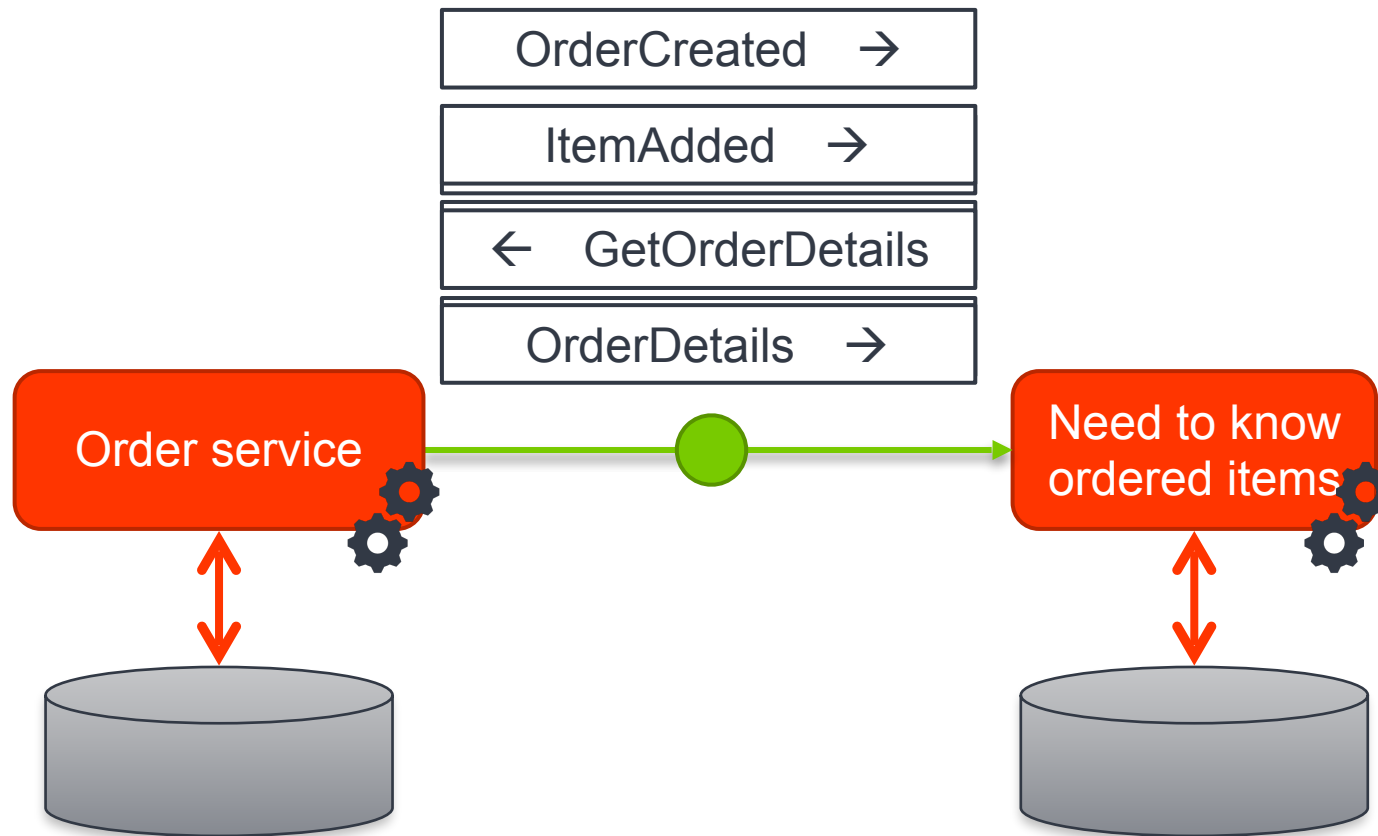 OrderCreated →
ItemAdded →
← GetOrderDetails
OrderDetails →
Order service
Need to know
ordered items